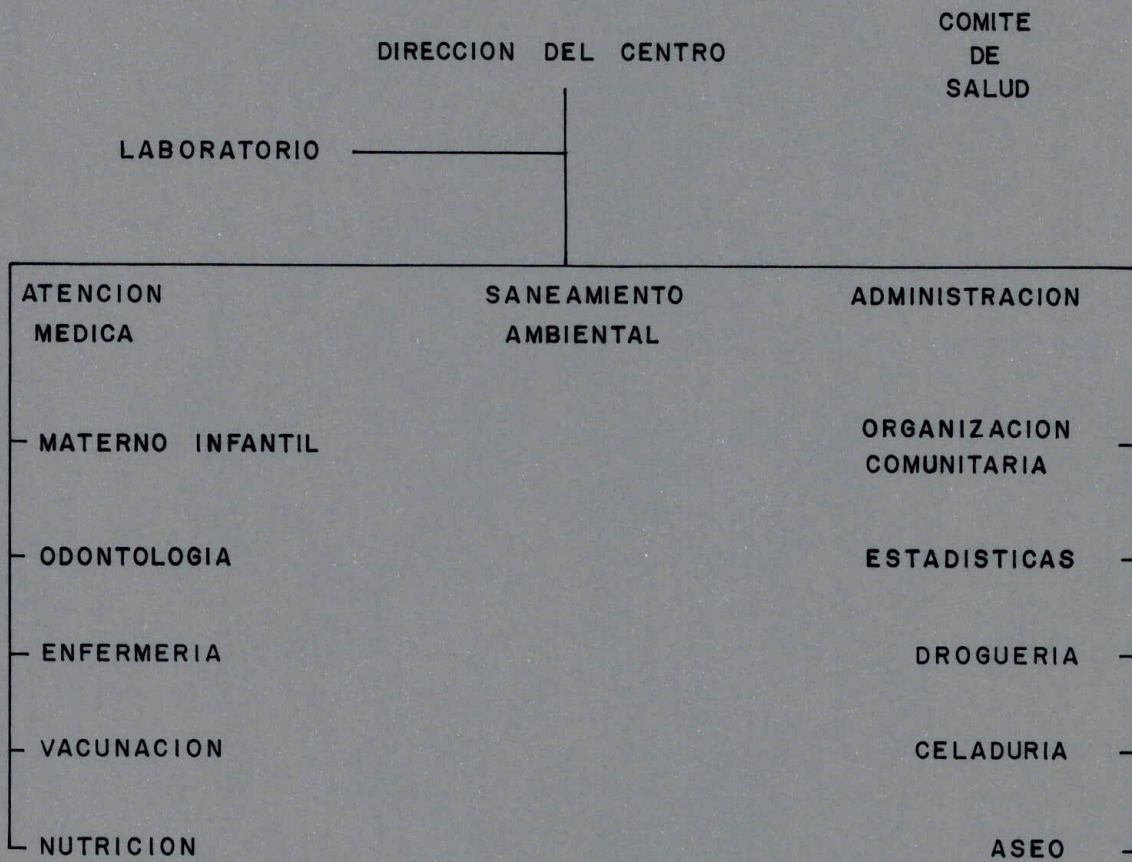 COMITE
DE
SALUD
DIRECCION DEL CENTRO
LABORATORIO
ATENCION
MEDICA
SANEAMIENTO
AMBIENTAL
ADMINISTRACION
MATERNO INFANTIL
ORGANIZACION
COMUNITARIA
ODONTOLOGIA
ESTADISTICAS
ENFERMERIA
DROGUERIA
VACUNACION
CELADURIA
NUTRICION
ASEO